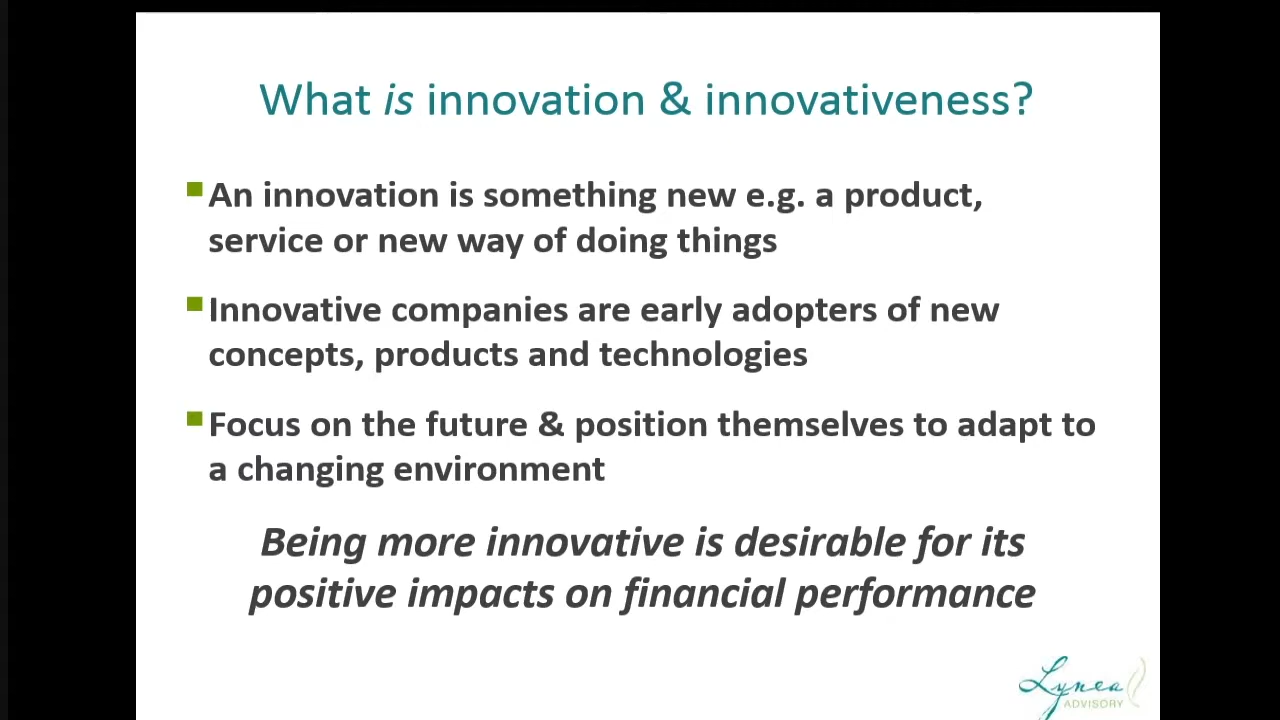 What is innovation & innovativeness?
An innovation is something new e.g. a product,
service or new way of doing things
Innovative companies are early adopters of new
concepts, products and technologies
Focus on the future & position themselves to adapt to
a changing environment
Being more innovative is desirable for its
positive impacts on financial performance
Lynea
ADVISORY